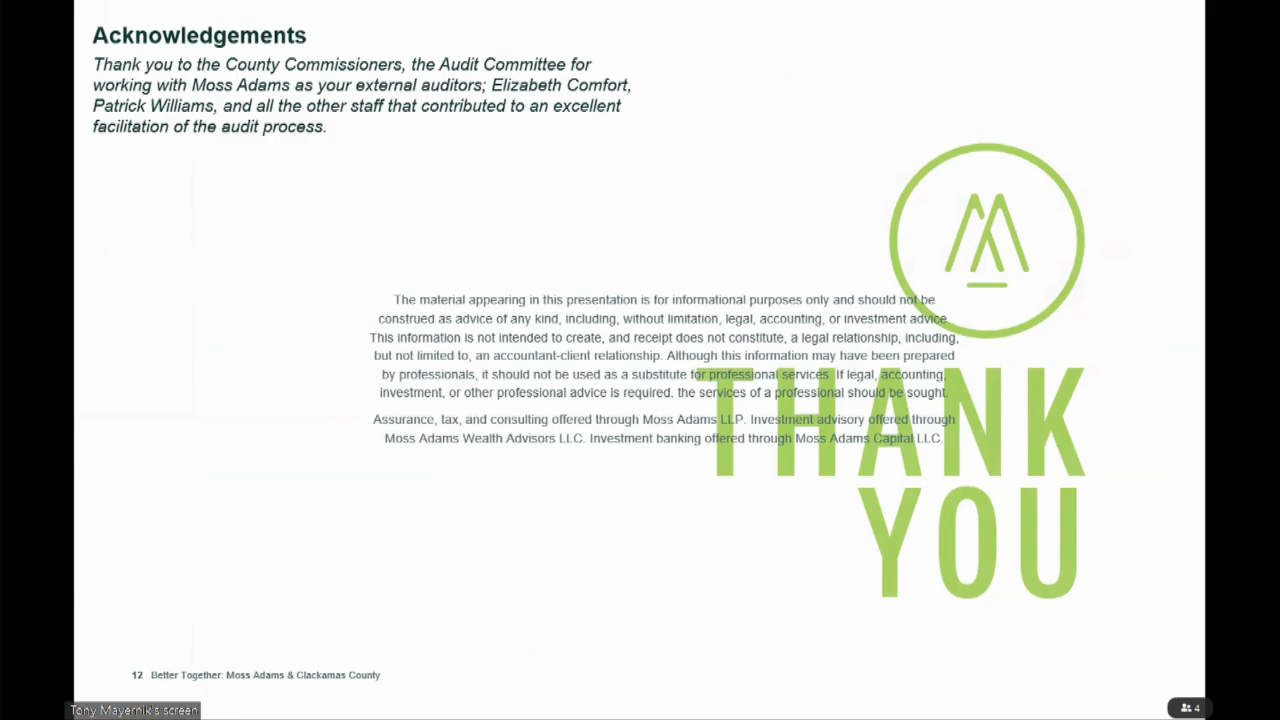 Acknowledgements
Thank you to the County Commissioners, the Audit Committee for
working with Moss Adams as your external auditors; Elizabeth Comfort,
Patrick Williams, and all the other staff that contributed to an excellent
facilitation of the audit process.
The material appearing in this presentation is for informational purposes only and should not be
construed as advice of any kind, including, without limitation, legal, accounting, or investment advice.
This information is not intended to create, and receipt does not constitute, a legal relationship, including,
but not limited to, an accountant-client relationship. Although this information may have been prepared
by professionals, it should not be used as a substitute for professional services. If legal, accounting,
investment, or other professional advice is required, the services of a professional should be sought.
Assurance, tax, and consulting offered through Moss Adams LLP. Investment advisory offered through
Moss Adams Wealth Advisors LLC. Investment banking offered through Moss Adams Capital LLC.
THANK
YOU
12 Better Together: Moss Adams & Clackamas County
Tony Mayernik's screen
4